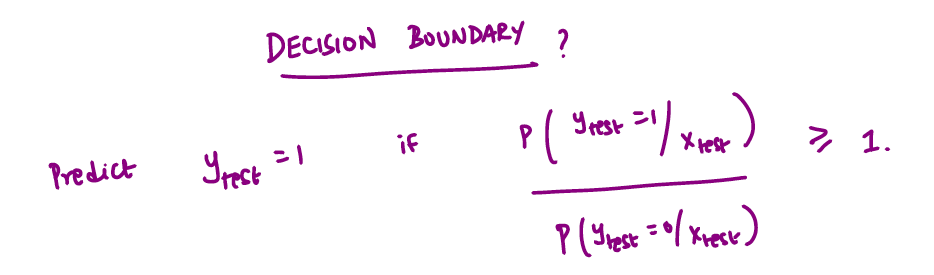 DECISION BOUNDARY ?
Predict y_test = 1 if P( y_test = 1 / x_test ) ⩾ 1.
P( y_test = 0 / x_test )